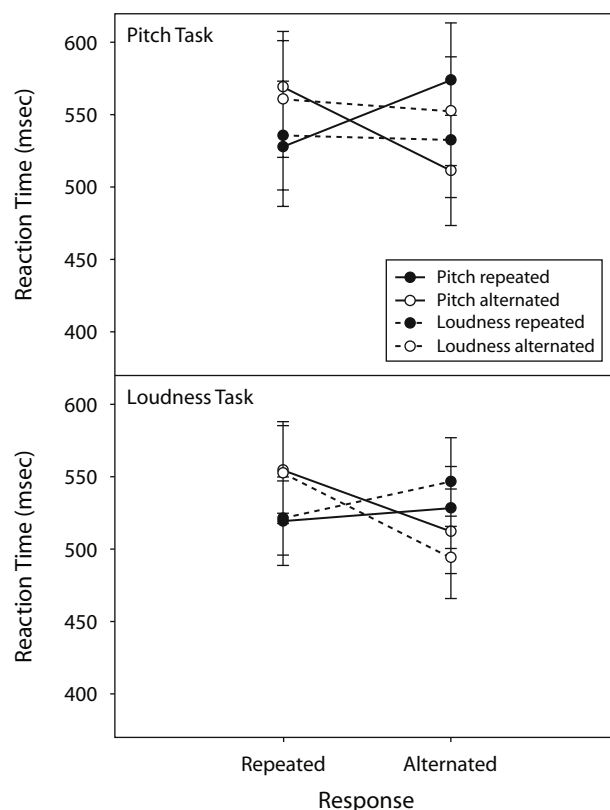 Pitch Task
Reaction Time (msec)
600
550
500
450
400
Pitch repeated
Pitch alternated
Loudness repeated
Loudness alternated
Loudness Task
Reaction Time (msec)
600
550
500
450
400
Repeated Alternated
Response